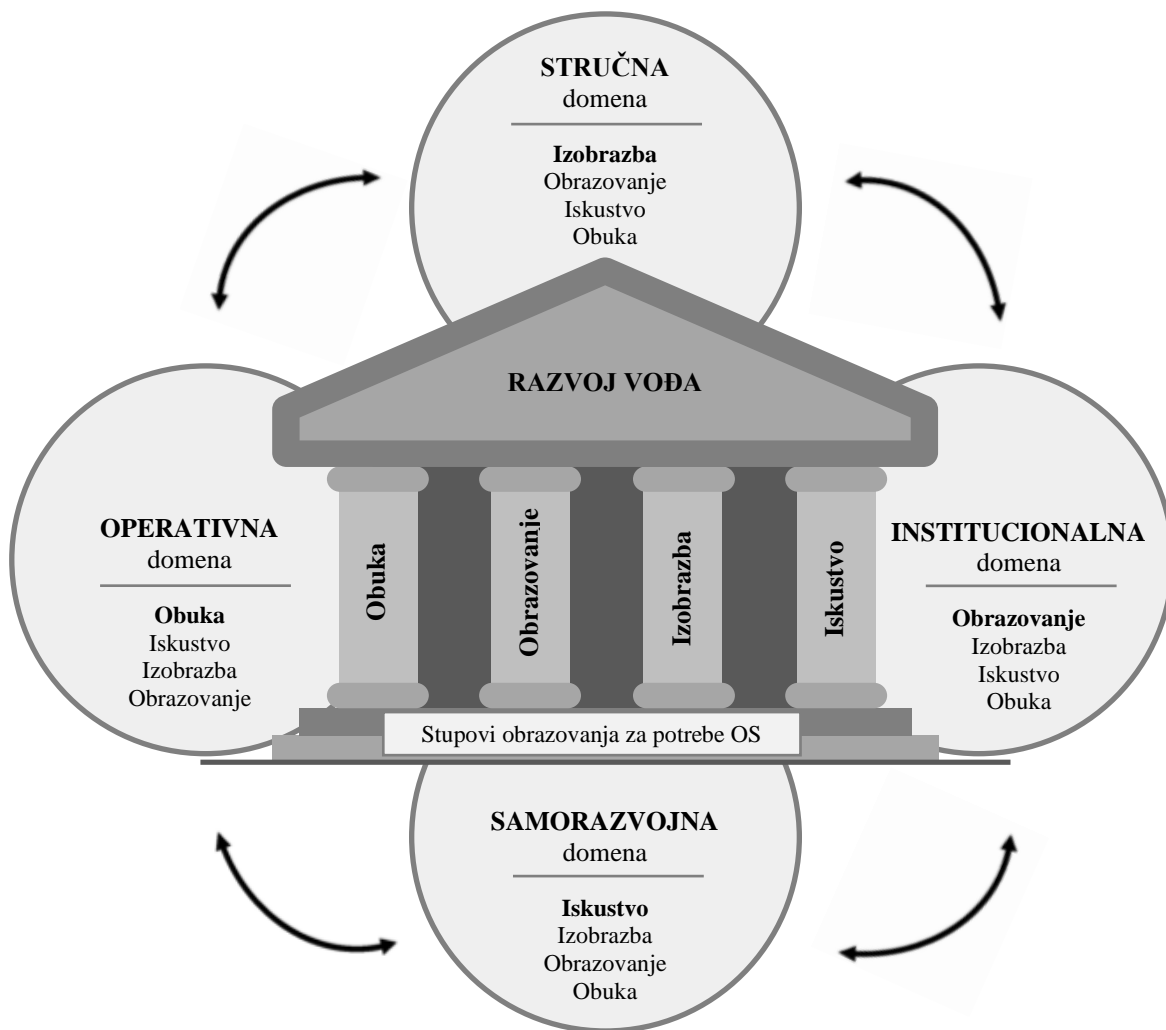 STRUČNA
domena
Izobrazba
Obrazovanje
Iskustvo
Obuka
RAZVOJ VOĐA
OPERATIVNA
domena
Obuka
Iskustvo
Izobrazba
Obrazovanje
Obuka
Obrazovanje
Izobrazba
Iskustvo
INSTITUCIONALNA
domena
Obrazovanje
Izobrazba
Iskustvo
Obuka
Stupovi obrazovanja za potrebe OS
SAMORAZVOJNA
domena
Iskustvo
Izobrazba
Obrazovanje
Obuka